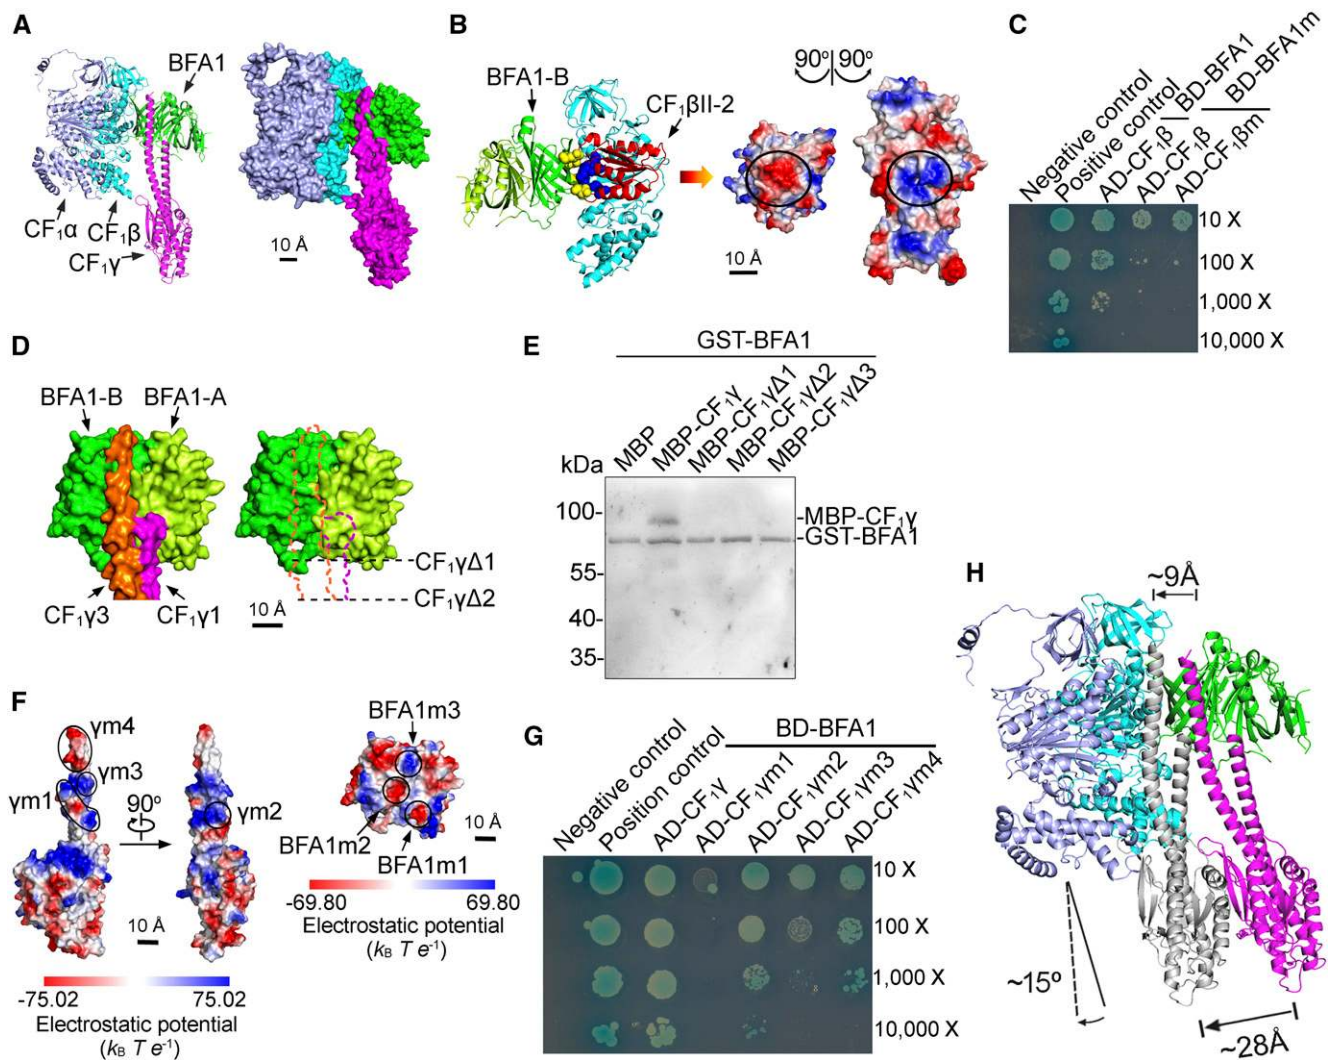 A
BFA1
CF₁α
CF₁β
CF₁γ
10 Å
B
BFA1-B
CF₁βII-2
90° 90°
10 Å
C
Negative control
Positive control
AD-CF₁β
AD-CF₁β
AD-CF₁βm
BD-BFA1
BD-BFA1m
10 X
100 X
1,000 X
10,000 X
D
BFA1-B
BFA1-A
CF₁γ3
CF₁γ1
10 Å
CF₁γΔ1
CF₁γΔ2
E
GST-BFA1
MBP
MBP-CF₁γ
MBP-CF₁γΔ1
MBP-CF₁γΔ2
MBP-CF₁γΔ3
kDa
100-
55-
40-
35-
-MBP-CF₁γ
-GST-BFA1
F
γm4
γm3
γm1
90°
γm2
10 Å
-75.02 75.02
Electrostatic potential
(kB T e⁻¹)
BFA1m3
BFA1m2
BFA1m1
10 Å
-69.80 69.80
Electrostatic potential
(kB T e⁻¹)
G
BD-BFA1
Negative control
Position control
AD-CF₁γ
AD-CF₁γm1
AD-CF₁γm2
AD-CF₁γm3
AD-CF₁γm4
10 X
100 X
1,000 X
10,000 X
H
~9Å
~15°
~28Å